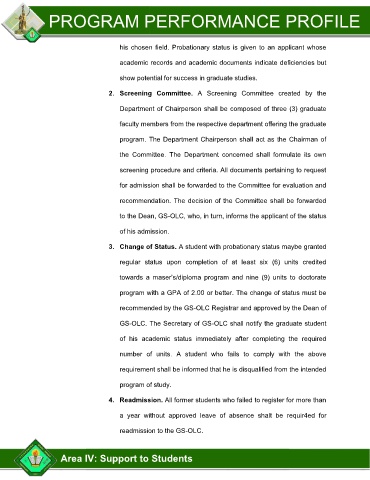 PROGRAM PERFORMANCE PROFILE
his chosen field. Probationary status is given to an applicant whose
academic records and academic documents indicate deficiencies but
show potential for success in graduate studies.
2. Screening Committee. A Screening Committee created by the
Department of Chairperson shall be composed of three (3) graduate
faculty members from the respective department offering the graduate
program. The Department Chairperson shall act as the Chairman of
the Committee. The Department concerned shall formulate its own
screening procedure and criteria. All documents pertaining to request
for admission shall be forwarded to the Committee for evaluation and
recommendation. The decision of the Committee shall be forwarded
to the Dean, GS-OLC, who, in turn, informs the applicant of the status
of his admission.
3. Change of Status. A student with probationary status maybe granted
regular status upon completion of at least six (6) units credited
towards a maser's/diploma program and nine (9) units to doctorate
program with a GPA of 2.00 or better. The change of status must be
recommended by the GS-OLC Registrar and approved by the Dean of
GS-OLC. The Secretary of GS-OLC shall notify the graduate student
of his academic status immediately after completing the required
number of units. A student who fails to comply with the above
requirement shall be informed that he is disqualified from the intended
program of study.
4. Readmission. All former students who failed to register for more than
a year without approved leave of absence shalt be requir4ed for
readmission to the GS-OLC.
Area IV: Support to Students